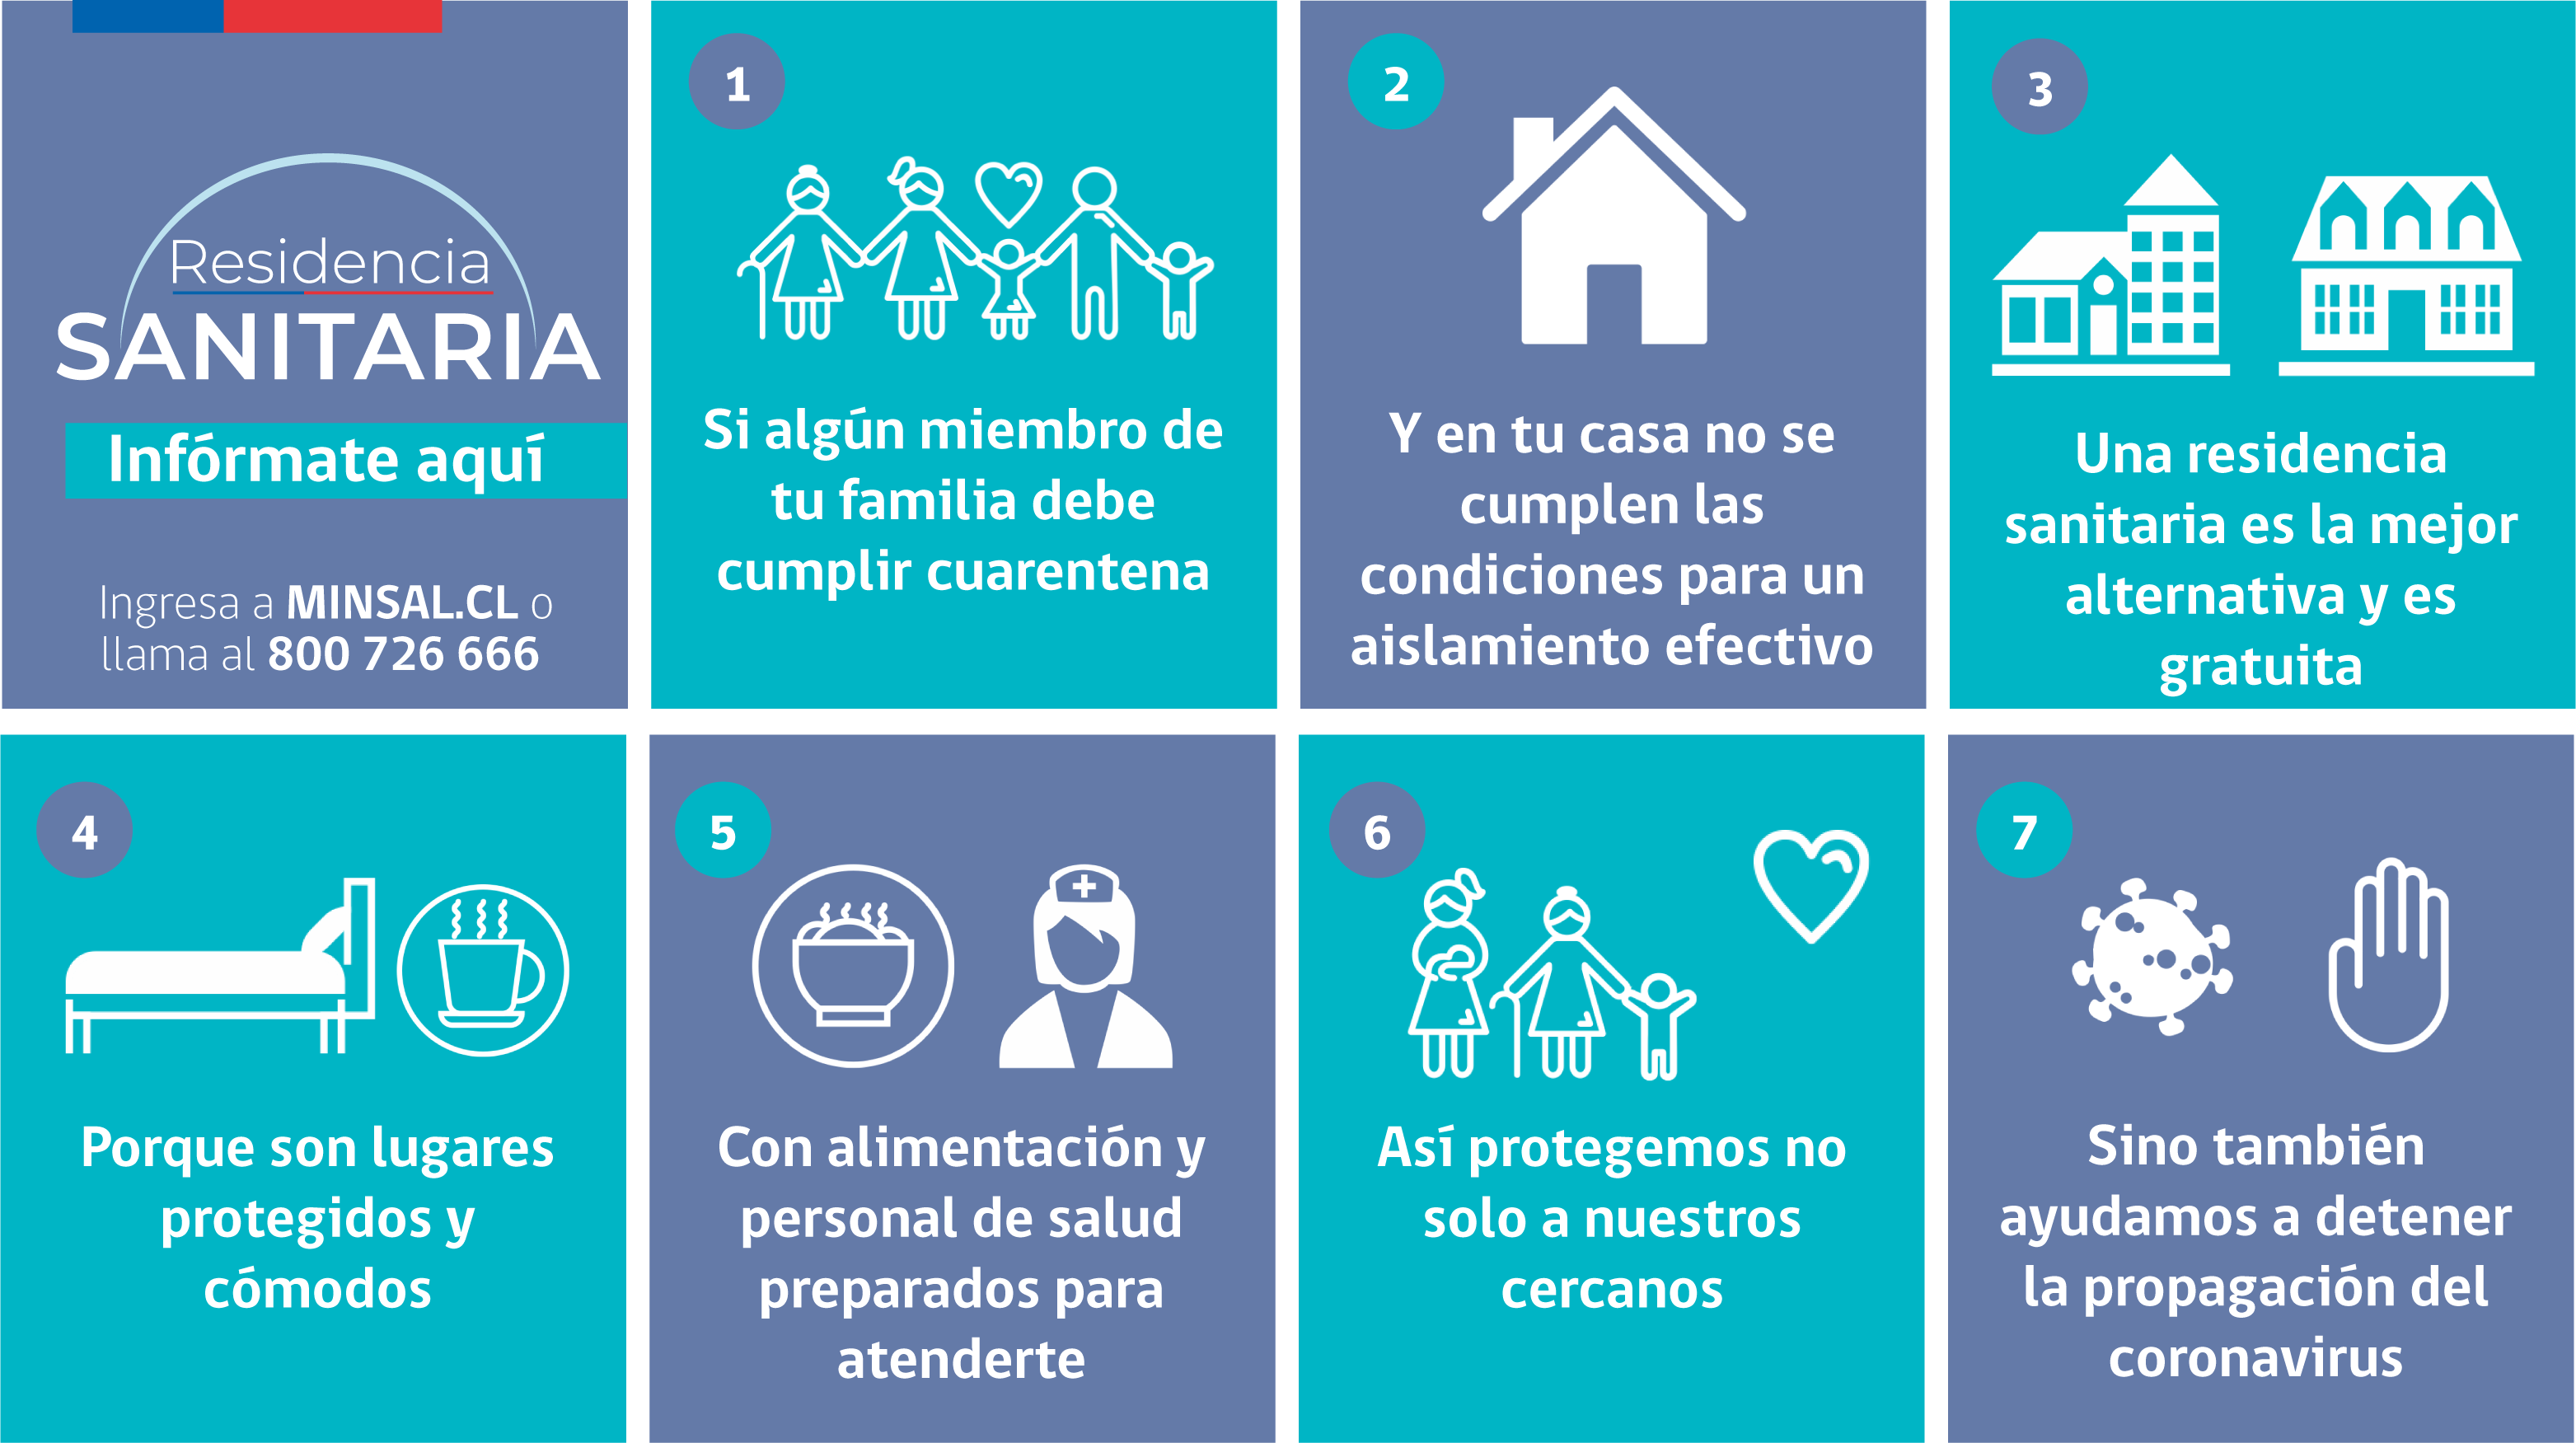 Residencia
SANITARIA
Infórmate aquí
Ingresa a MINSAL.CL o
llama al 800 726 666
1
Si algún miembro de
tu familia debe
cumplir cuarentena
2
Y en tu casa no se
cumplen las
condiciones para un
aislamiento efectivo
3
Una residencia
sanitaria es la mejor
alternativa y es
gratuita
4
Porque son lugares
protegidos y
cómodos
5
Con alimentación y
personal de salud
preparados para
atenderte
6
Así protegemos no
solo a nuestros
cercanos
7
Sino también
ayudamos a detener
la propagación del
coronavirus